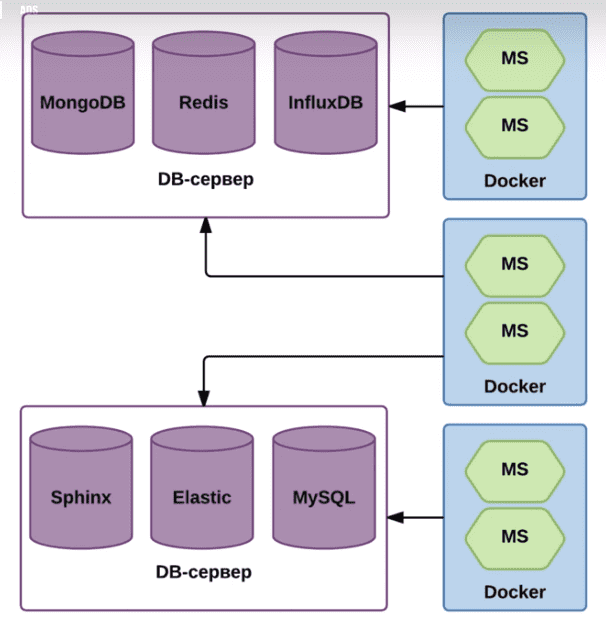 ADS
MongoDB
Redis
InfluxDB
DB-сервер
MS
MS
Docker
MS
MS
Docker
Sphinx
Elastic
MySQL
DB-сервер
MS
MS
Docker